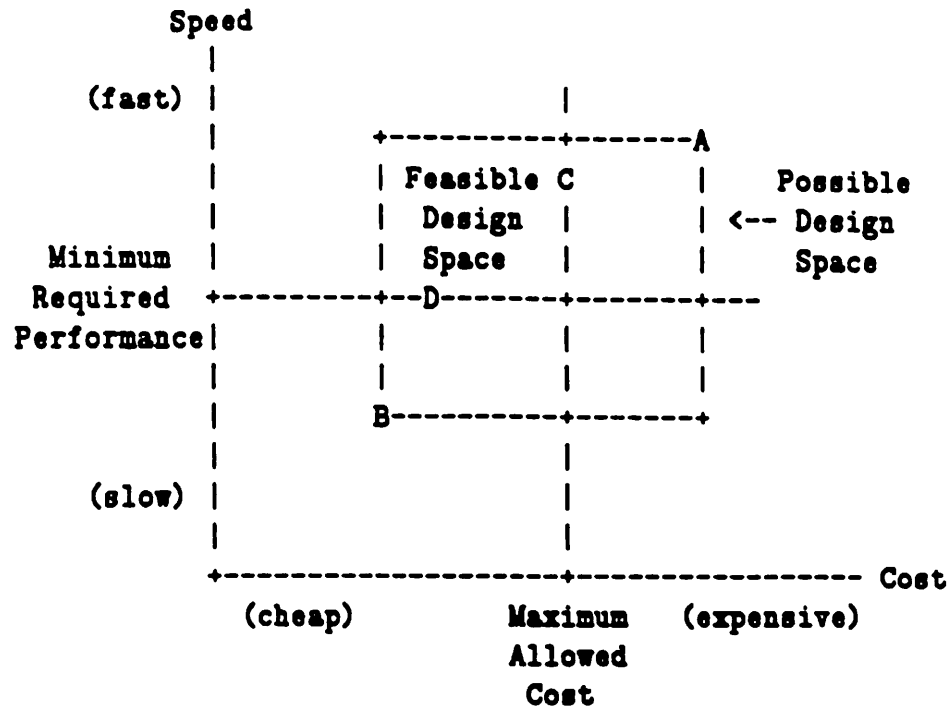 Speed
(fast)
A
Feasible C Possible
Design <-- Design
Minimum Space Space
Required D
Performance
B
(slow)
Cost
(cheap) Maximum (expensive)
Allowed
Cost